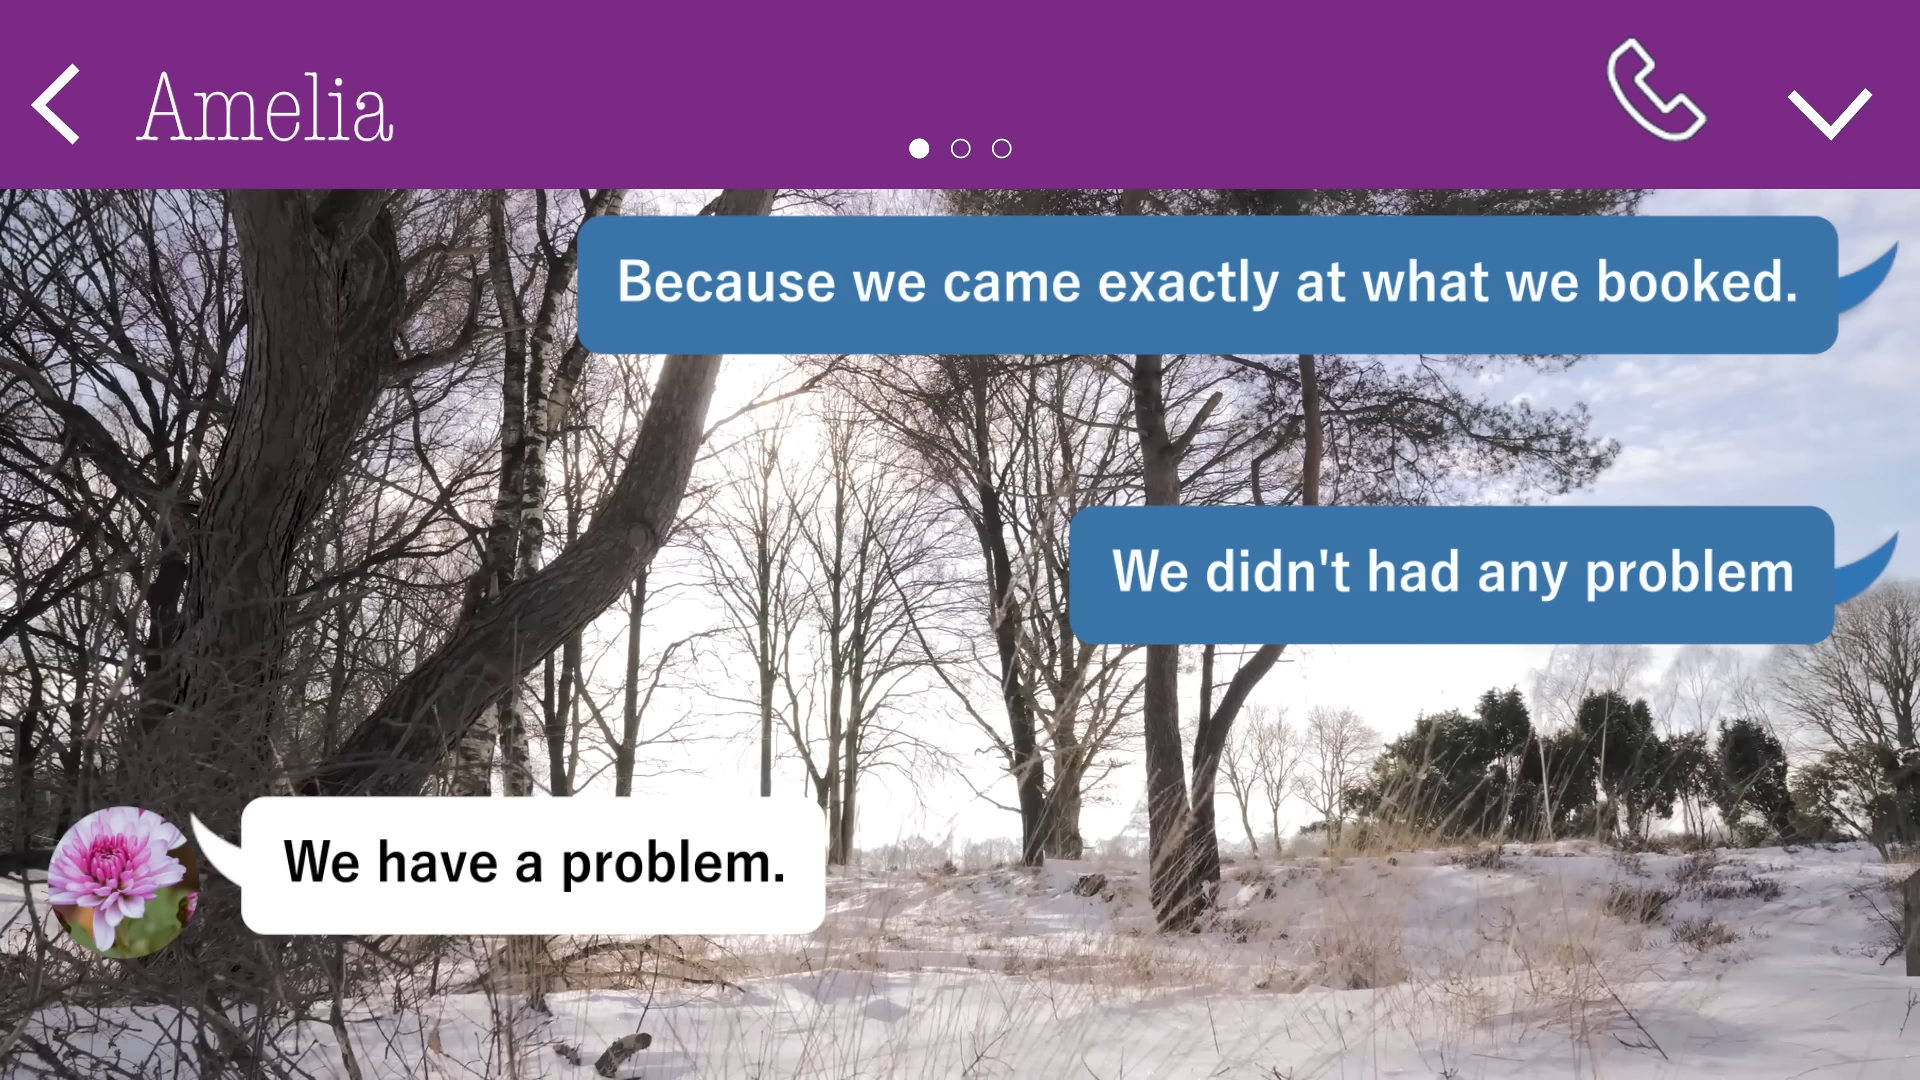 Amelia
Because we came exactly at what we booked.
We didn't had any problem
We have a problem.